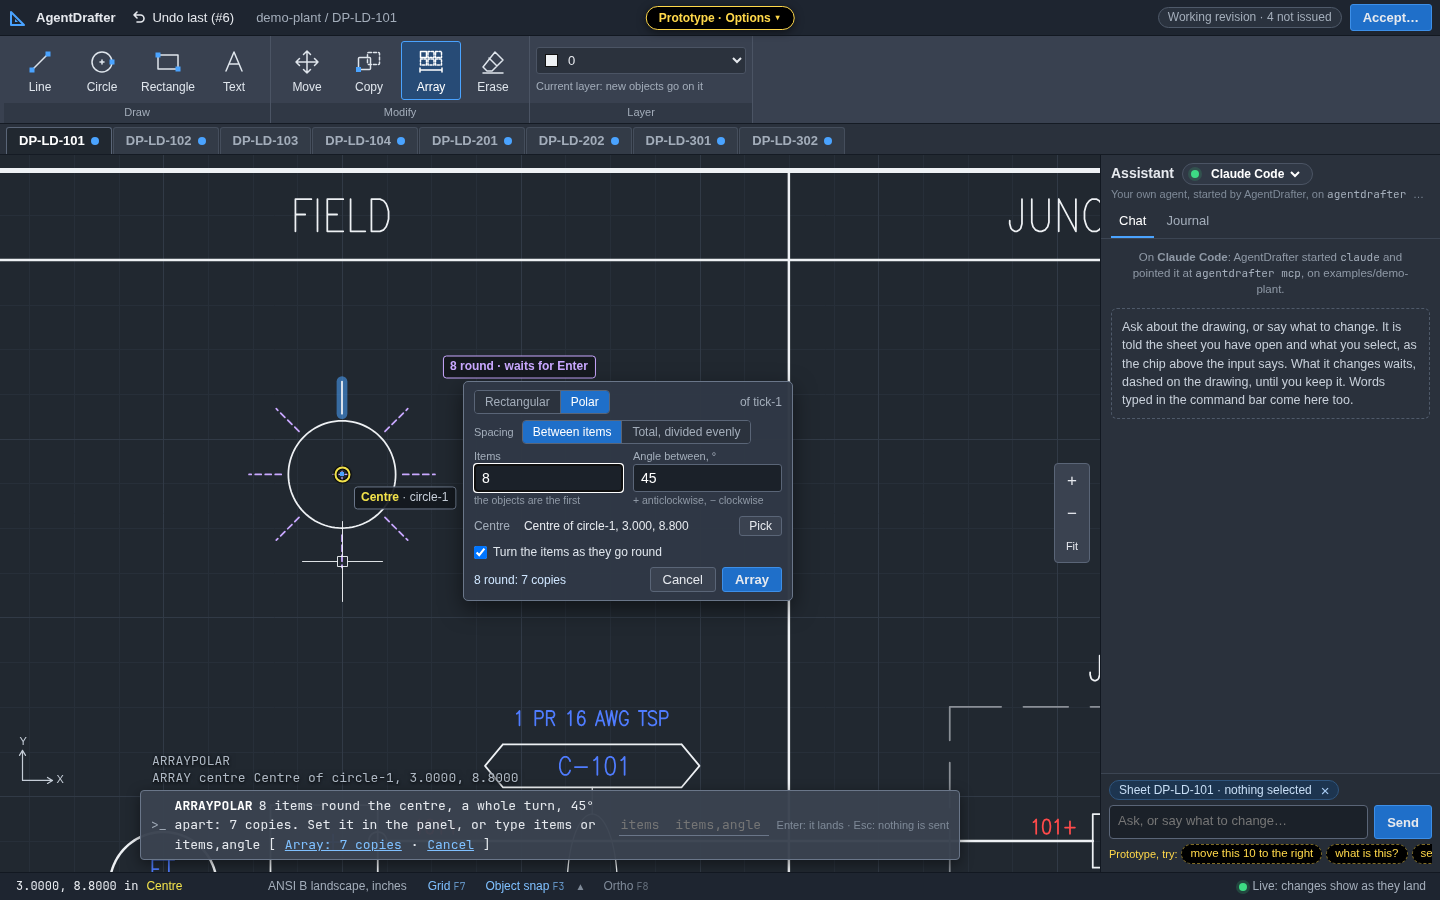 AgentDrafter Undo last (#6) demo-plant / DP-LD-101 Prototype · Options ▾ Working revision · 4 not issued Accept…
Line Circle Rectangle Text Move Copy Array Erase 0
Current layer: new objects go on it
Draw Modify Layer
DP-LD-101 DP-LD-102 DP-LD-103 DP-LD-104 DP-LD-201 DP-LD-202 DP-LD-301 DP-LD-302
FIELD JUNC
8 round · waits for Enter
Rectangular Polar of tick-1
Spacing Between items Total, divided evenly
Items Angle between, °
8 45
the objects are the first + anticlockwise, − clockwise
Centre Centre of circle-1, 3.000, 8.800 Pick
Turn the items as they go round
8 round: 7 copies Cancel Array
Centre · circle-1
+
−
Fit
J
1 PR 16 AWG TSP
C-101
101+
Y
X
ARRAYPOLAR
ARRAY centre Centre of circle-1, 3.0000, 8.8000
ARRAYPOLAR 8 items round the centre, a whole turn, 45°
>_ apart: 7 copies. Set it in the panel, or type items or items items,angle Enter: it lands · Esc: nothing is sent
items,angle [ Array: 7 copies · Cancel ]
Assistant Claude Code
Your own agent, started by AgentDrafter, on agentdrafter …
Chat Journal
On Claude Code: AgentDrafter started claude and
pointed it at agentdrafter mcp, on examples/demo-
plant.
Ask about the drawing, or say what to change. It is
told the sheet you have open and what you select, as
the chip above the input says. What it changes waits,
dashed on the drawing, until you keep it. Words
typed in the command bar come here too.
Sheet DP-LD-101 · nothing selected ×
Ask, or say what to change… Send
Prototype, try: move this 10 to the right what is this? se
3.0000, 8.8000 in Centre ANSI B landscape, inches Grid F7 Object snap F3 ▴ Ortho F8 Live: changes show as they land